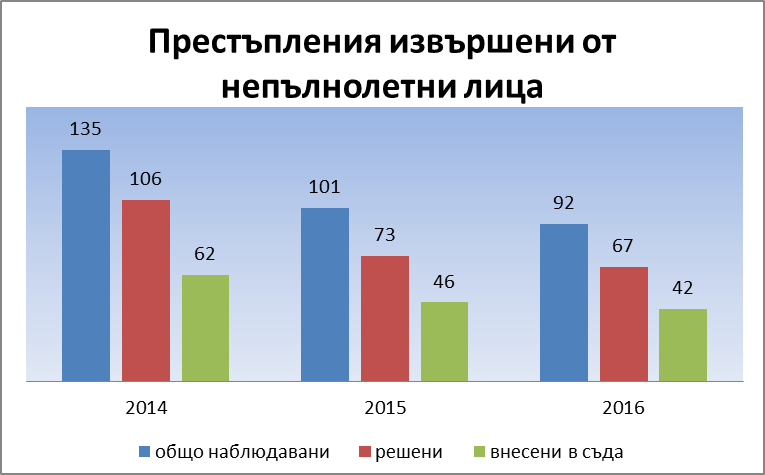 Престъпления извършени от
непълнолетни лица
135
106
62
101
73
46
92
67
42
2014
2015
2016
общо наблюдавани
решени
внесени в съда